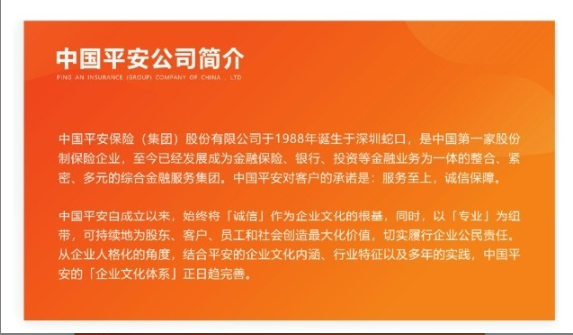 中国平安公司简介
PING AN INSURANCE (GROUP) COMPANY OF CHINA , LTD
中国平安保险（集团）股份有限公司于1988年诞生于深圳蛇口，是中国第一家股份
制保险企业，至今已经发展成为金融保险、银行、投资等金融业务为一体的整合、紧
密、多元的综合金融服务集团。中国平安对客户的承诺是：服务至上，诚信保障。
中国平安自成立以来，始终将「诚信」作为企业文化的根基，同时，以「专业」为纽
带，可持续地为股东、客户、员工和社会创造最大化价值，切实履行企业公民责任。
从企业人格化的角度，结合平安的企业文化内涵、行业特征以及多年的实践，中国平
安的「企业文化体系」正日趋完善。